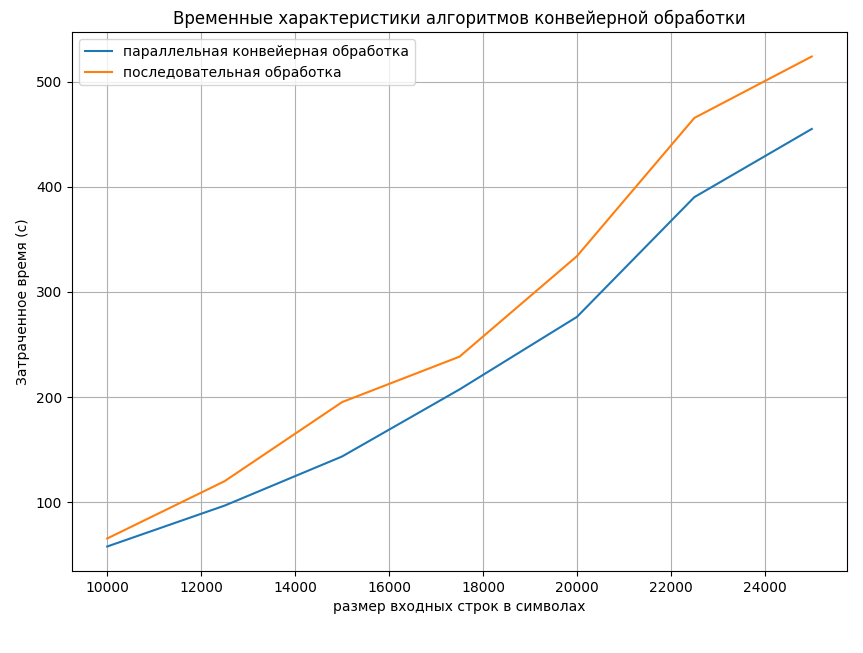 Временные характеристики алгоритмов конвейерной обработки
параллельная конвейерная обработка
последовательная обработка
Затраченное время (с)
500
400
300
200
100
10000
12000
14000
16000
18000
20000
22000
24000
размер входных строк в символах